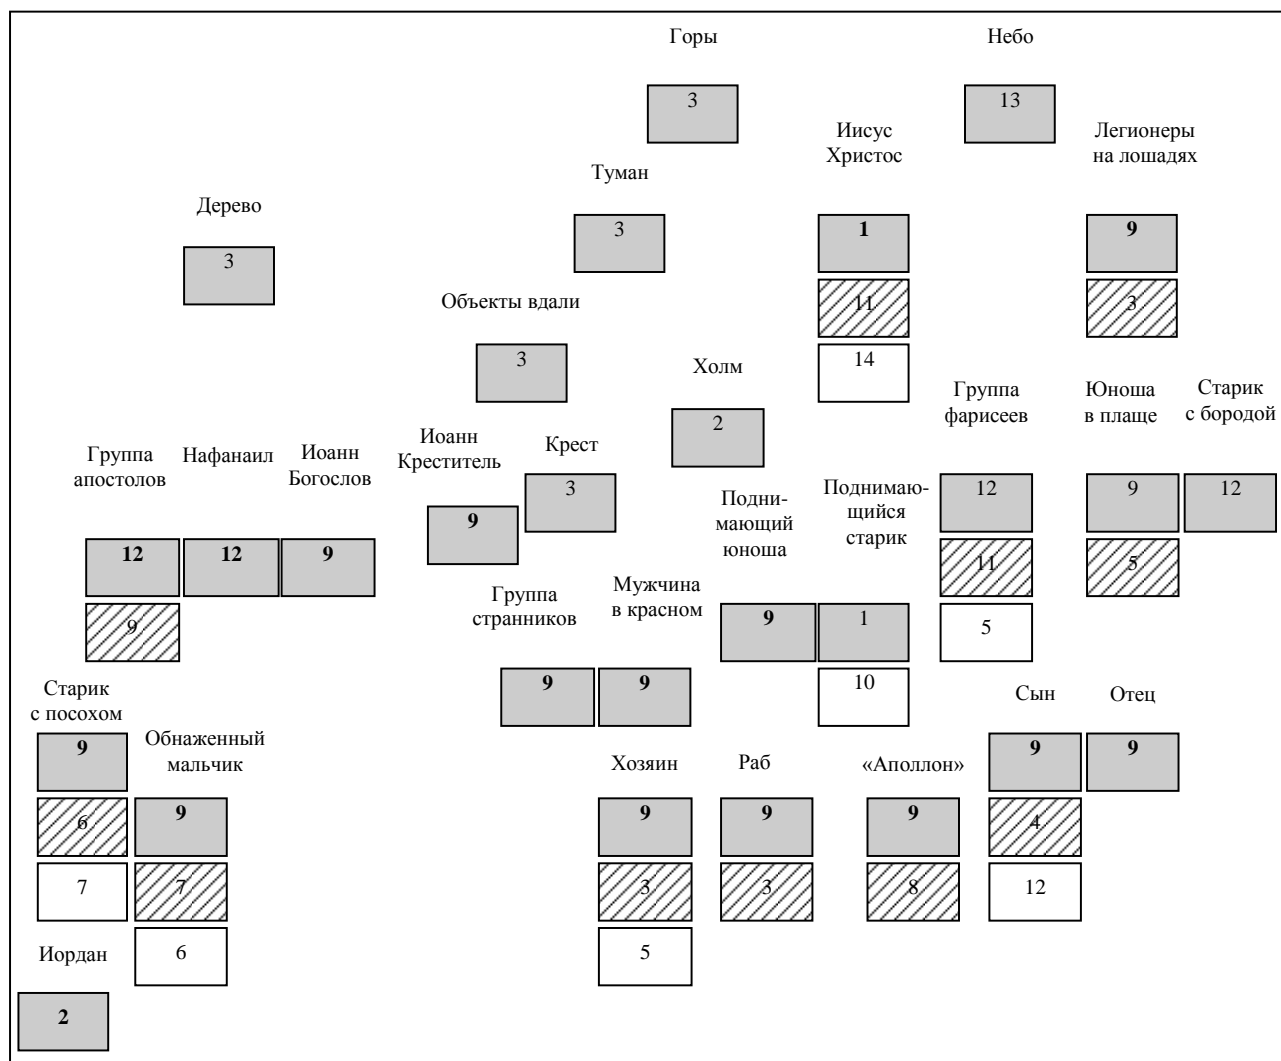 Горы
Небо
3
13
Иисус
Христос
Легионеры
на лошадях
Туман
Дерево
3
1
9
3
11
3
Объекты вдали
3
14
Холм
Группа
фарисеев
Юноша
в плаще
Старик
с бородой
2
Группа
апостолов
Нафанаил
Иоанн
Богослов
Иоанн
Креститель
Крест
3
12
9
12
9
Подни-
мающий
юноша
Поднимаю-
щийся
старик
12
12
9
11
5
9
Группа
странников
Мужчина
в красном
9
1
5
9
9
10
Старик
с посохом
Сын
Отец
9
9
9
Обнаженный
мальчик
Хозяин
Раб
«Аполлон»
6
9
9
9
9
4
7
7
3
3
8
12
Иордан
6
5
2